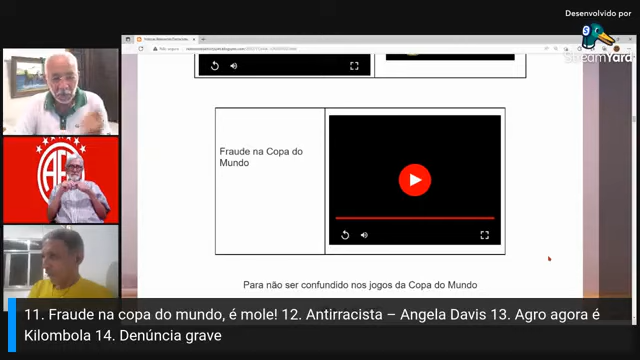 Desenvolvido por
StreamYard
Fraude na Copa do
Mundo
Para não ser confundido nos jogos da Copa do Mundo
11. Fraude na copa do mundo, é mole! 12. Antirracista – Angela Davis 13. Agro agora é
Kilombola 14. Denúncia grave